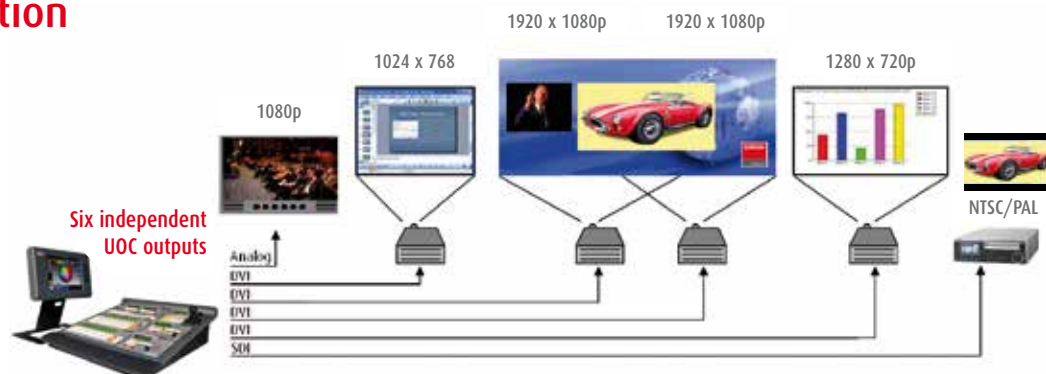 tion
1920 x 1080p
1920 x 1080p
1024 x 768
1280 x 720p
1080p
NTSC/PAL
Six independent
UOC outputs
Analog
DVI
DVI
DVI
DVI
SDI